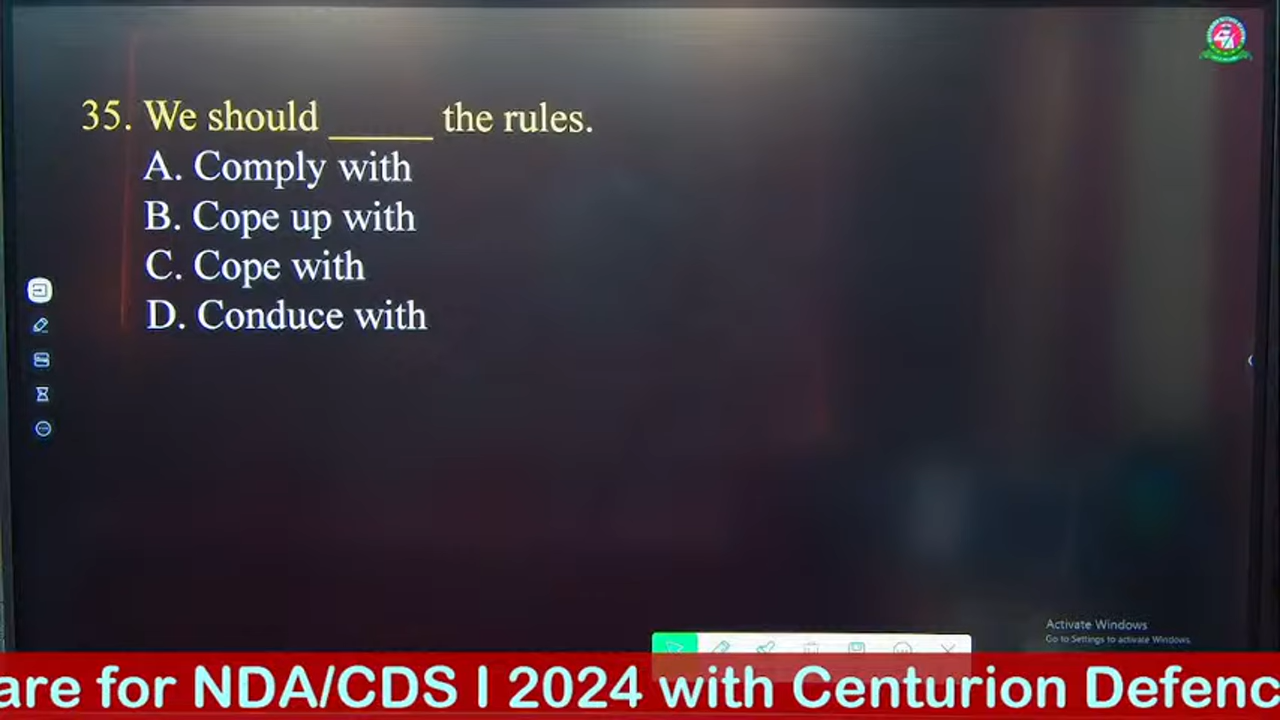 35. We should _____ the rules.
A. Comply with
B. Cope up with
C. Cope with
D. Conduce with
Activate Windows
Go to Settings to activate Windows.
are for NDA/CDS I 2024 with Centurion Defenc